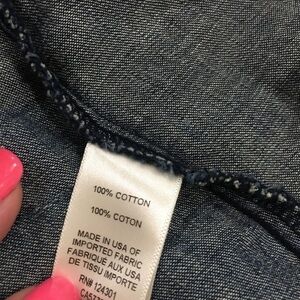 100% COTTON
100% COTON
MADE IN USA OF
IMPORTED FABRIC
FABRIQUE AUX USA
DE TISSU IMPORTE
RN# 124301